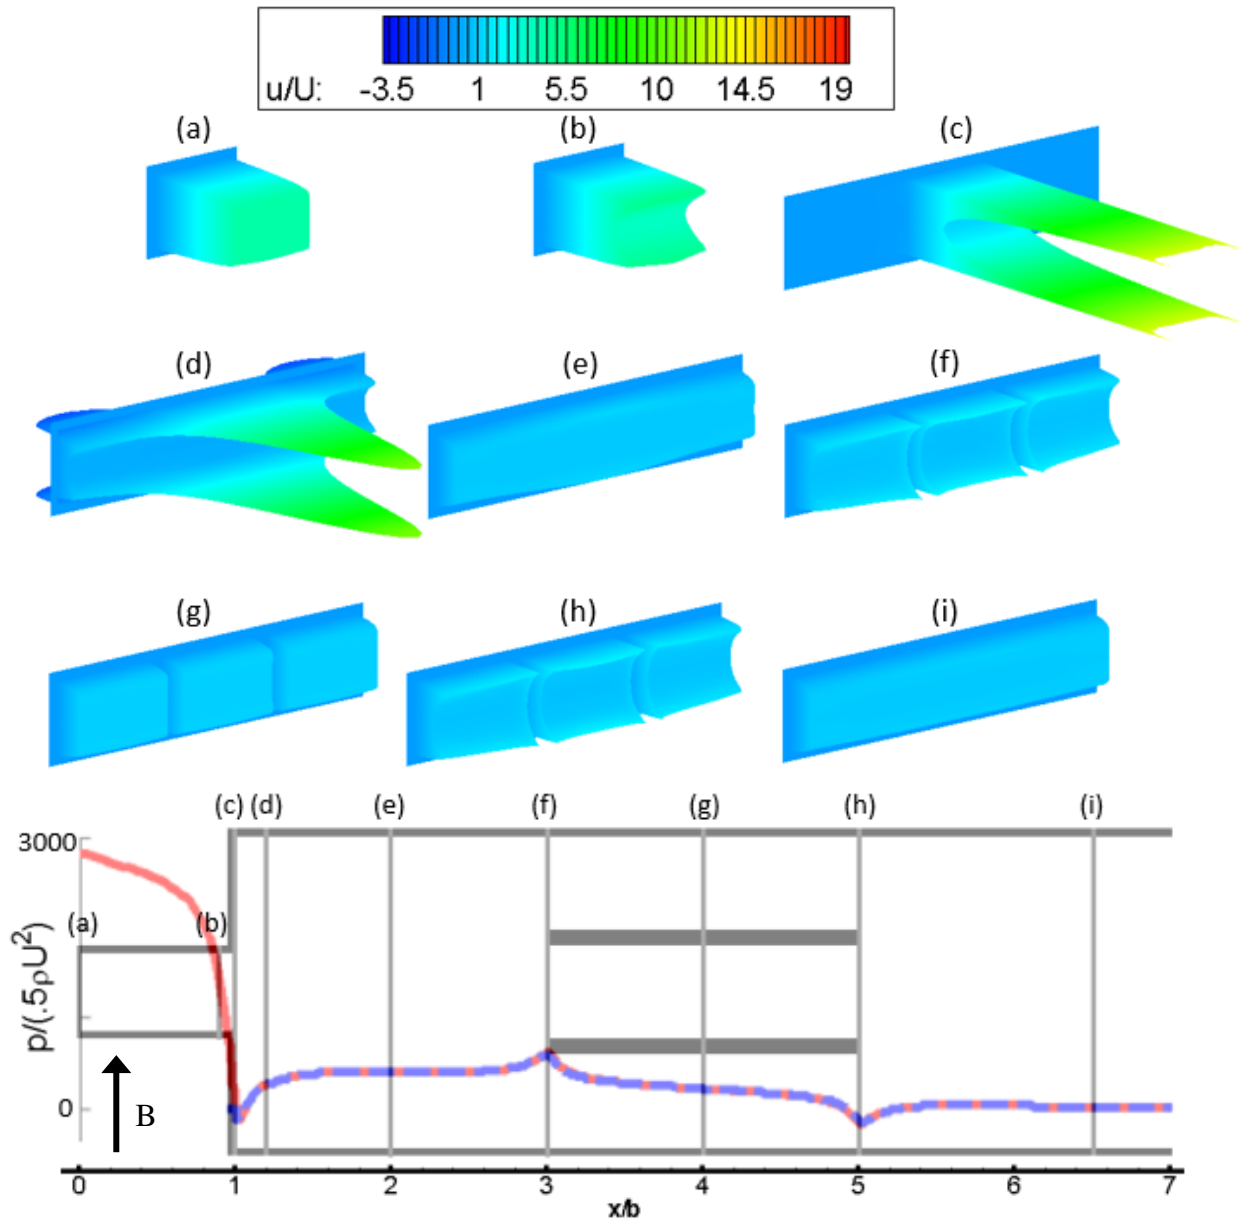 u/U: -3.5 1 5.5 10 14.5 19
(a) (b) (c)
(d) (e) (f)
(g) (h) (i)
(c) (d) (e) (f) (g) (h) (i)
3000
(a) (b)
p/(.5ρU²)
0
B
0 1 2 3 4 5 6 7
x/b